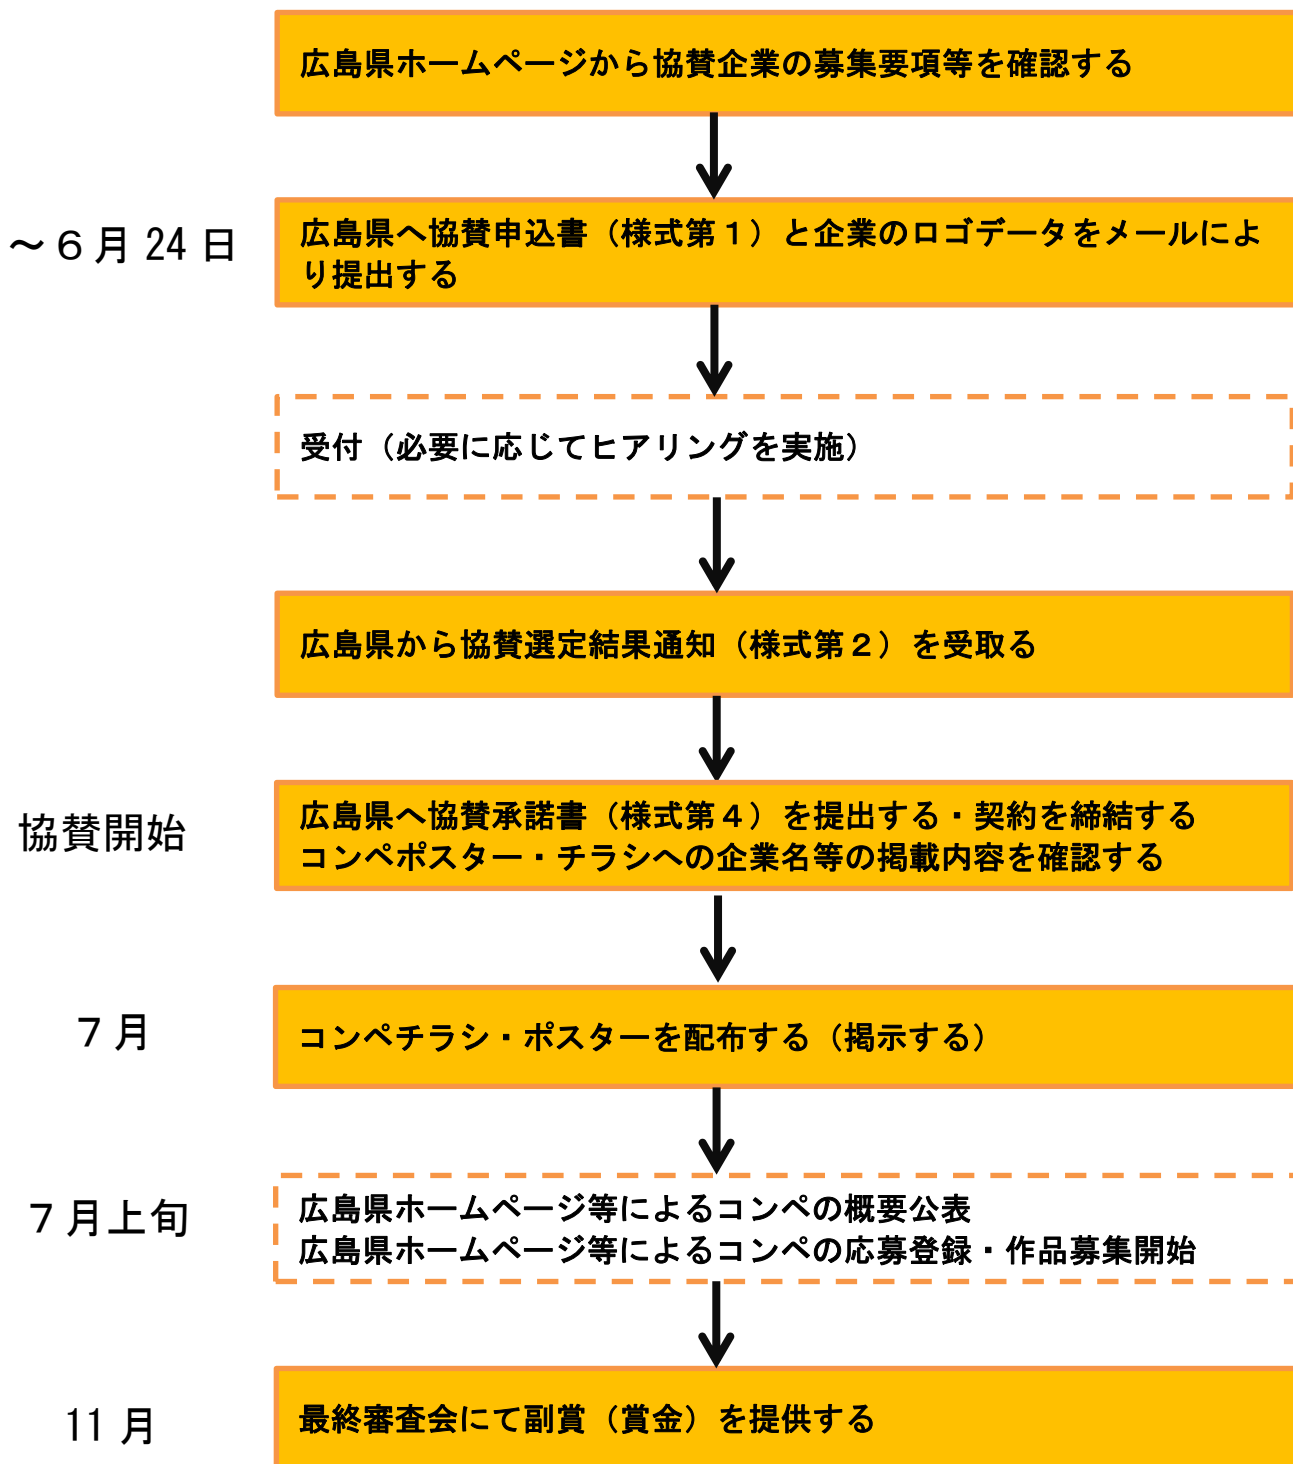 広島県ホームページから協賛企業の募集要項等を確認する
～６月 24 日
広島県へ協賛申込書（様式第１）と企業のロゴデータをメールによ
り提出する
受付（必要に応じてヒアリングを実施）
広島県から協賛選定結果通知（様式第２）を受取る
協賛開始
広島県へ協賛承諾書（様式第４）を提出する・契約を締結する
コンペポスター・チラシへの企業名等の掲載内容を確認する
７月
コンペチラシ・ポスターを配布する（掲示する）
７月上旬
広島県ホームページ等によるコンペの概要公表
広島県ホームページ等によるコンペの応募登録・作品募集開始
11 月
最終審査会にて副賞（賞金）を提供する